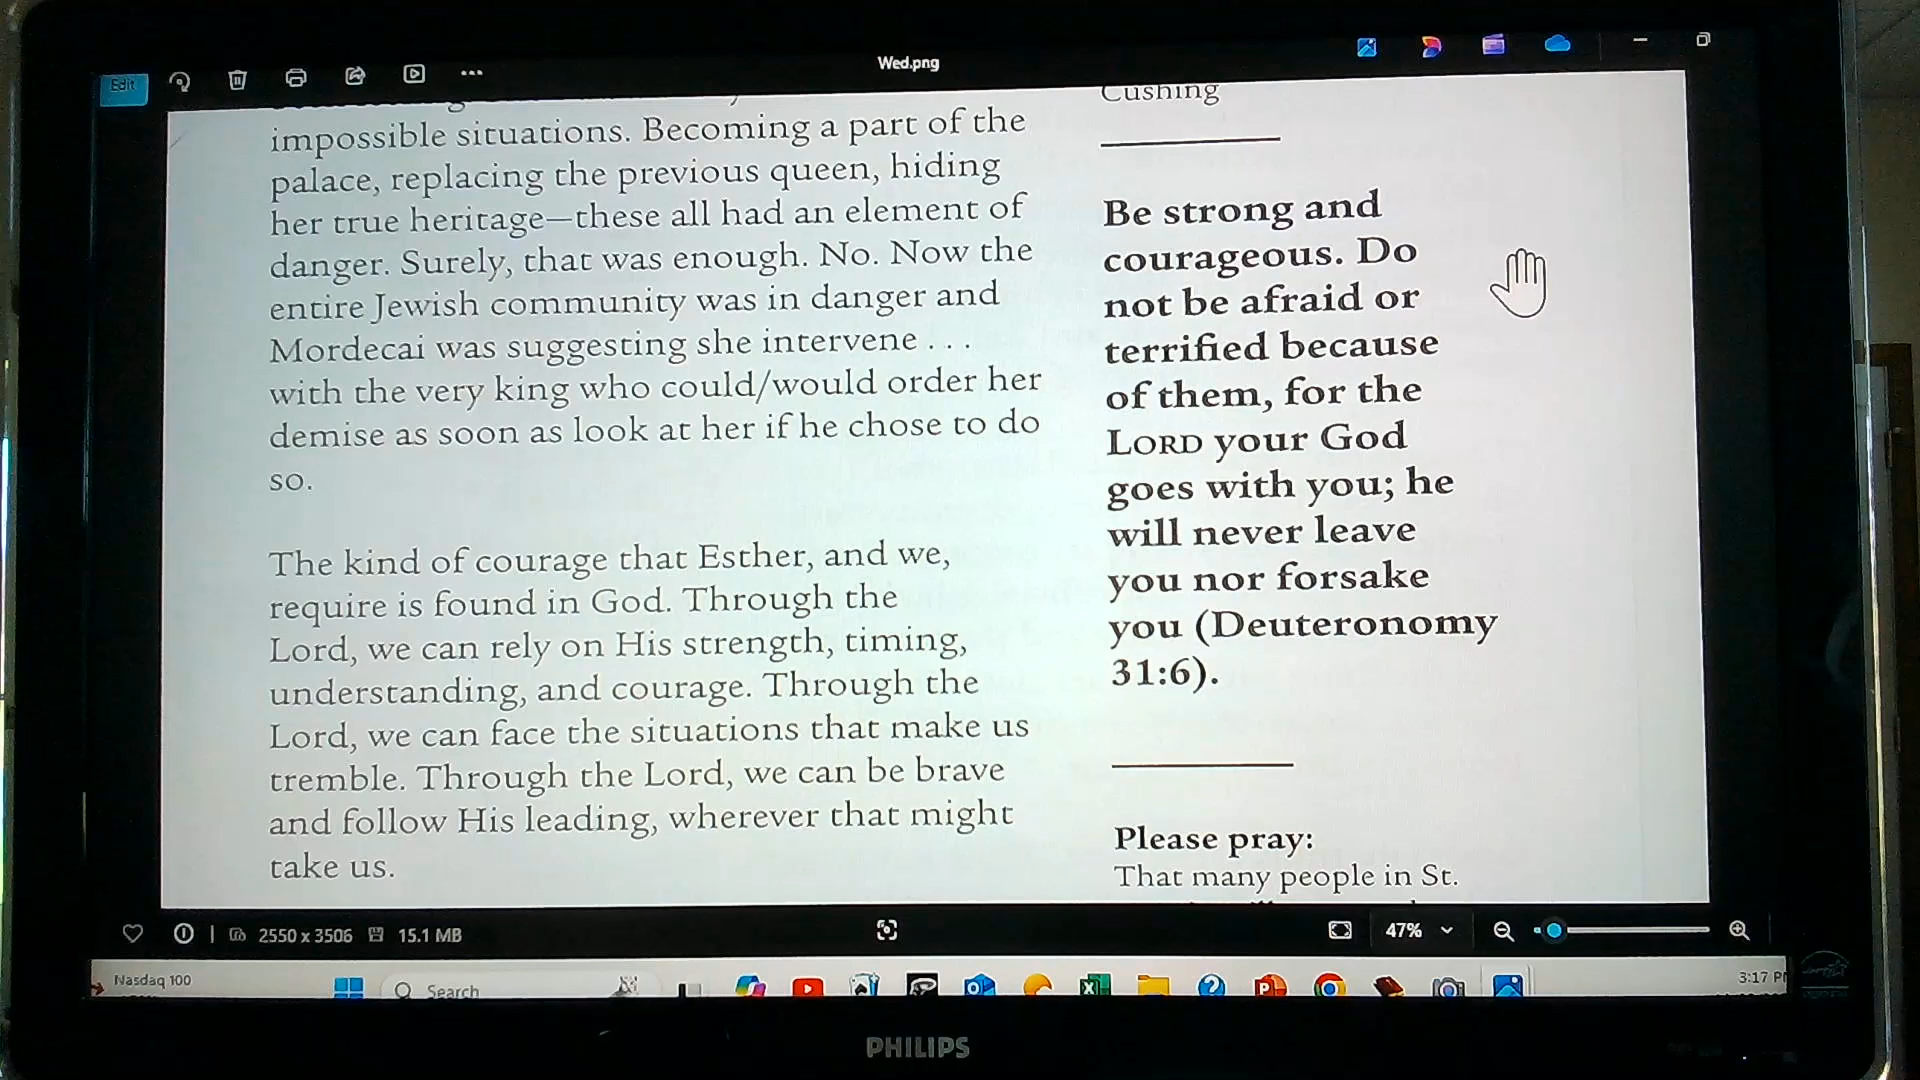 Edit
Wed.png
impossible situations. Becoming a part of the
palace, replacing the previous queen, hiding
her true heritage—these all had an element of
danger. Surely, that was enough. No. Now the
entire Jewish community was in danger and
Mordecai was suggesting she intervene . . .
with the very king who could/would order her
demise as soon as look at her if he chose to do
so.
The kind of courage that Esther, and we,
require is found in God. Through the
Lord, we can rely on His strength, timing,
understanding, and courage. Through the
Lord, we can face the situations that make us
tremble. Through the Lord, we can be brave
and follow His leading, wherever that might
take us.
Cushing
Be strong and
courageous. Do
not be afraid or
terrified because
of them, for the
LORD your God
goes with you; he
will never leave
you nor forsake
you (Deuteronomy
31:6).
Please pray:
That many people in St.
2550 x 3506
15.1 MB
47%
Nasdaq 100
Search
3:17 PM
PHILIPS